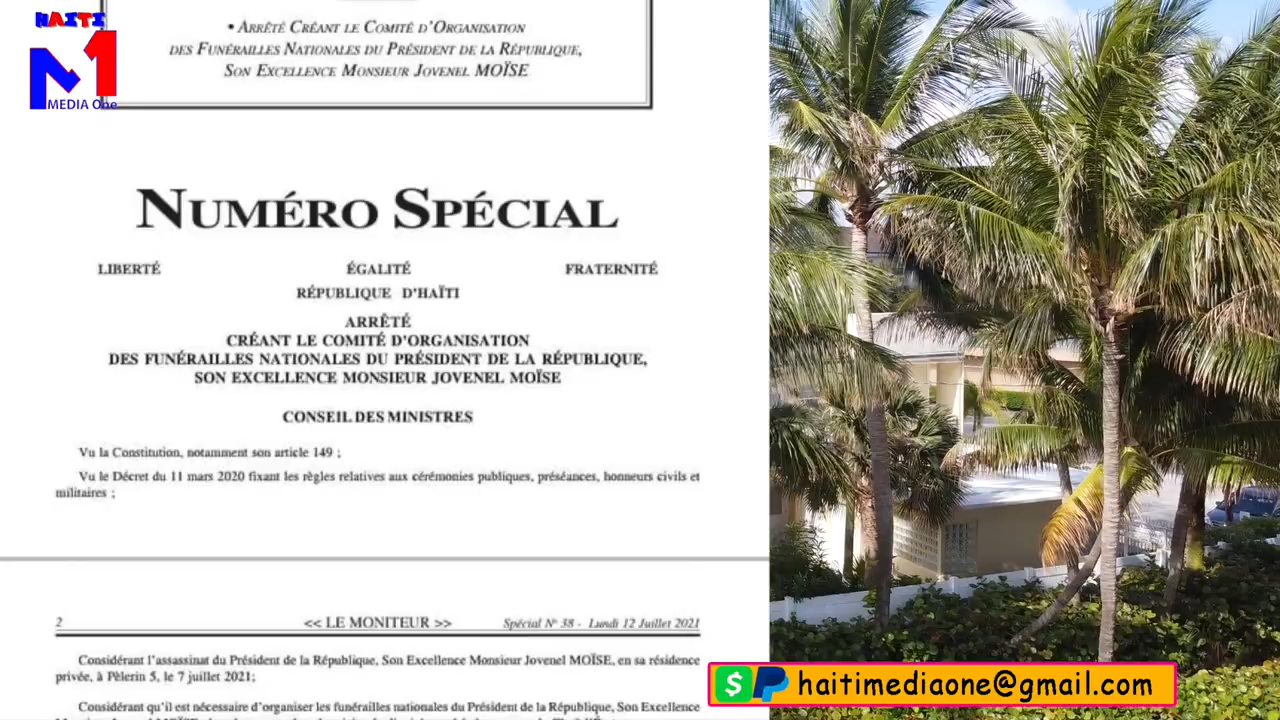 HAITI
M1
MEDIA One
• Arrêté Créant le Comité d'Organisation
des Funérailles Nationales du Président de la République,
Son Excellence Monsieur Jovenel MOÏSE
Numéro Spécial
LIBERTÉ ÉGALITÉ FRATERNITÉ
RÉPUBLIQUE D'HAÏTI
ARRÊTÉ
CRÉANT LE COMITÉ D'ORGANISATION
DES FUNÉRAILLES NATIONALES DU PRÉSIDENT DE LA RÉPUBLIQUE,
SON EXCELLENCE MONSIEUR JOVENEL MOÏSE
CONSEIL DES MINISTRES
Vu la Constitution, notamment son article 149 ;
Vu le Décret du 11 mars 2020 fixant les règles relatives aux cérémonies publiques, préséances, honneurs civils et
militaires ;
2 << LE MONITEUR >> Spécial N° 38 - Lundi 12 Juillet 2021
Considérant l'assassinat du Président de la République, Son Excellence Monsieur Jovenel MOÏSE, en sa résidence
privée, à Pèlerin 5, le 7 juillet 2021;
Considérant qu'il est nécessaire d'organiser les funérailles nationales du Président de la République, Son Excellence
$ P haitimediaone@gmail.com